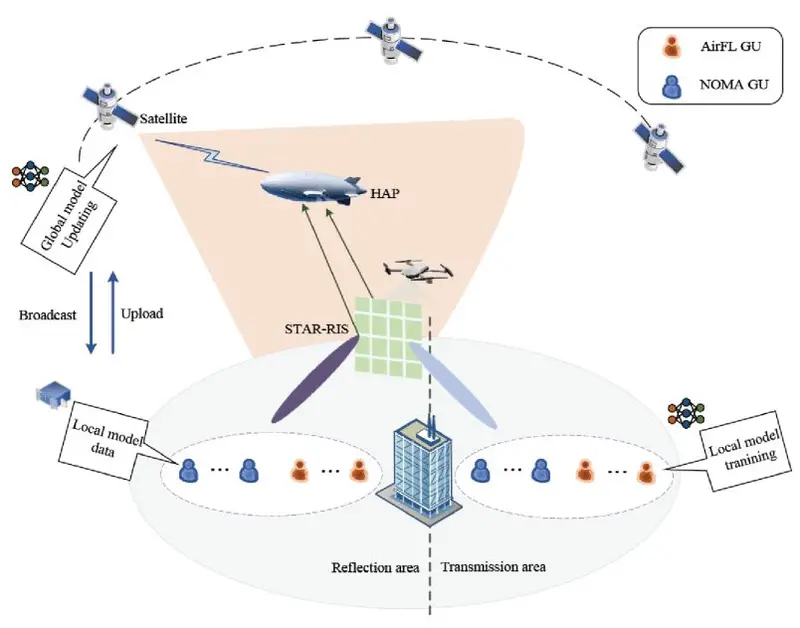 AirFL GU
NOMA GU
Satellite
HAP
Global model
Updating
Broadcast
Upload
STAR-RIS
Local model
data
Local model
tranining
Reflection area
Transmission area